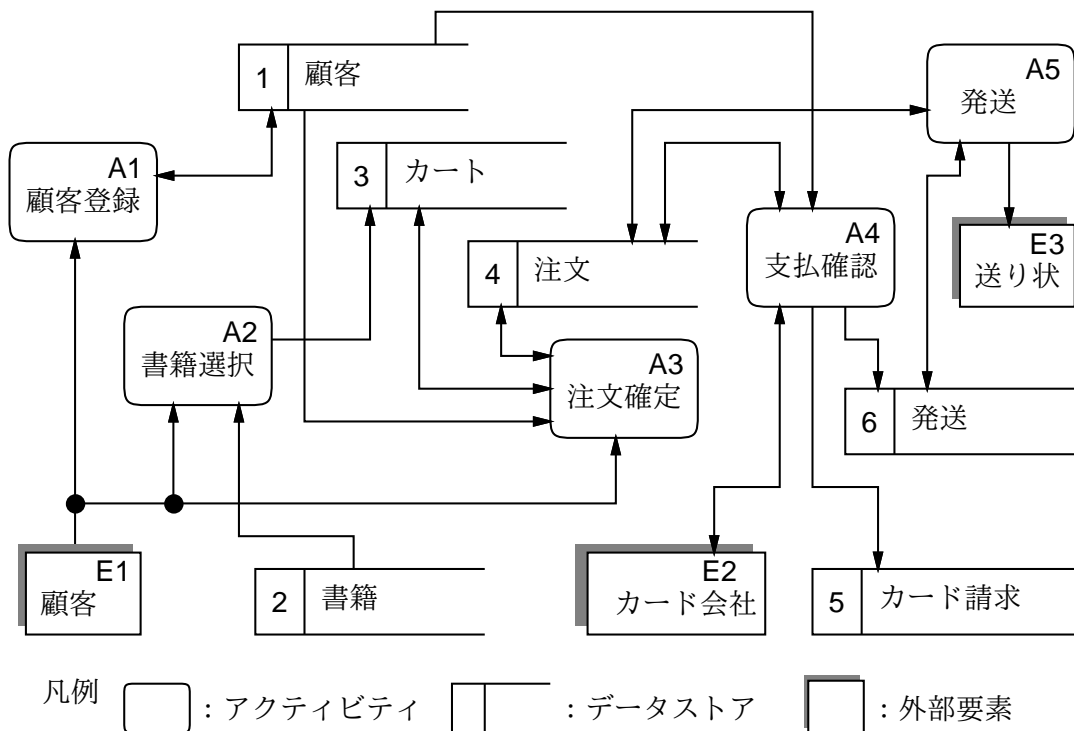 1 顧客
A5
発送
A1
顧客登録
3 カート
A4
支払確認
E3
送り状
4 注文
A2
書籍選択
A3
注文確定
6 発送
E1
顧客
2 書籍
E2
カード会社
5 カード請求
凡例 : アクティビティ : データストア : 外部要素